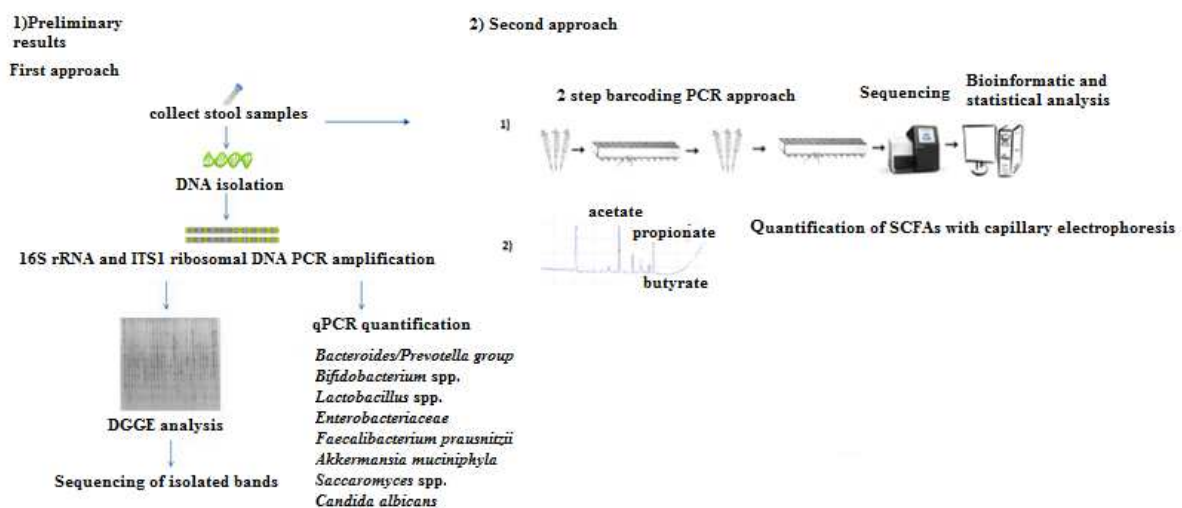 1)Preliminary
results
First approach
collect stool samples
DNA isolation
16S rRNA and ITS1 ribosomal DNA PCR amplification
DGGE analysis
Sequencing of isolated bands
qPCR quantification
Bacteroides/Prevotella group
Bifidobacterium spp.
Lactobacillus spp.
Enterobacteriaceae
Faecalibacterium prausnitzii
Akkermansia muciniphyla
Saccaromyces spp.
Candida albicans
2) Second approach
2 step barcoding PCR approach
Sequencing
Bioinformatic and
statistical analysis
1)
acetate
propionate
2)
butyrate
Quantification of SCFAs with capillary electrophoresis